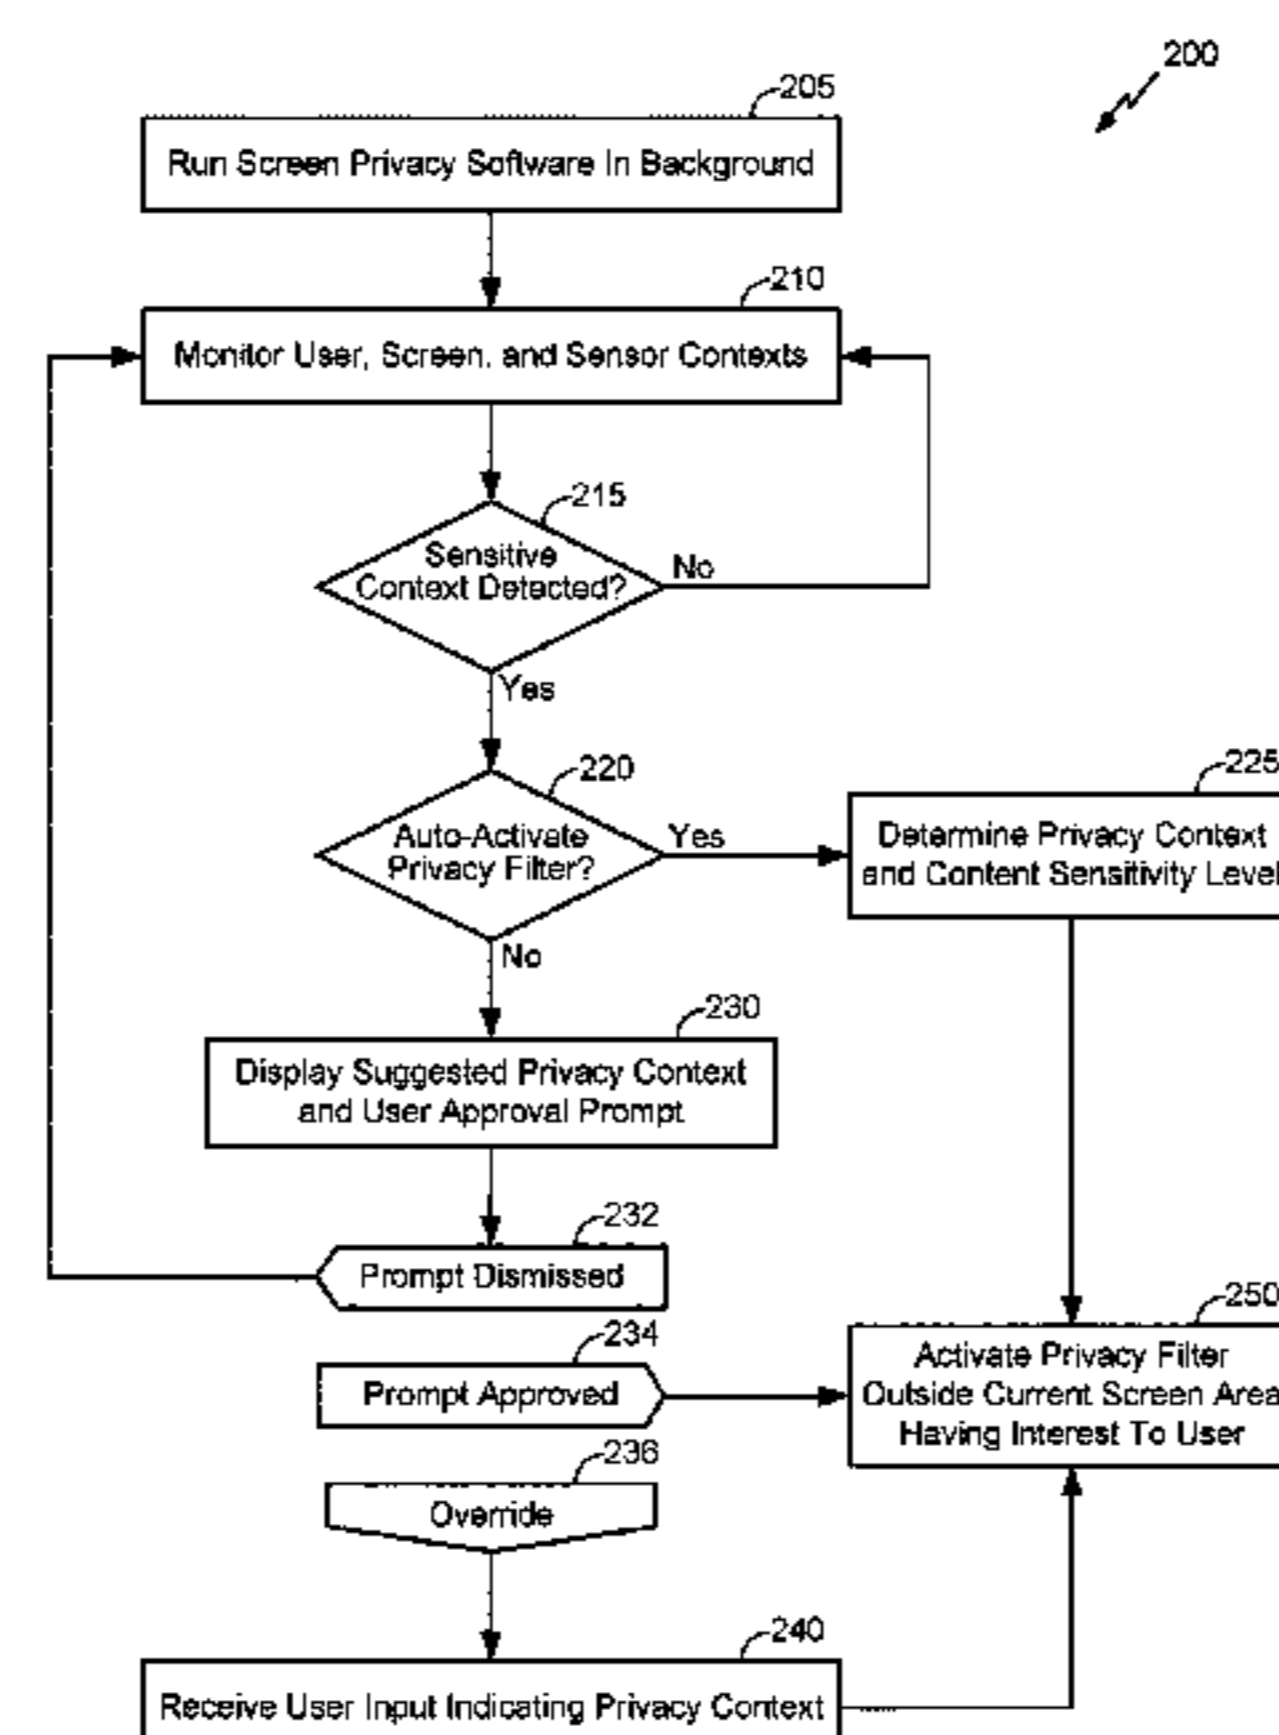 200
205
Run Screen Privacy Software In Background
210
Monitor User, Screen, and Sensor Contexts
215
Sensitive
Context Detected?
No
Yes
220
Auto-Activate
Privacy Filter?
Yes
225
Determine Privacy Context
and Content Sensitivity Level
No
230
Display Suggested Privacy Context
and User Approval Prompt
232
Prompt Dismissed
234
Prompt Approved
250
Activate Privacy Filter
Outside Current Screen Area
Having Interest To User
236
Override
240
Receive User Input Indicating Privacy Context